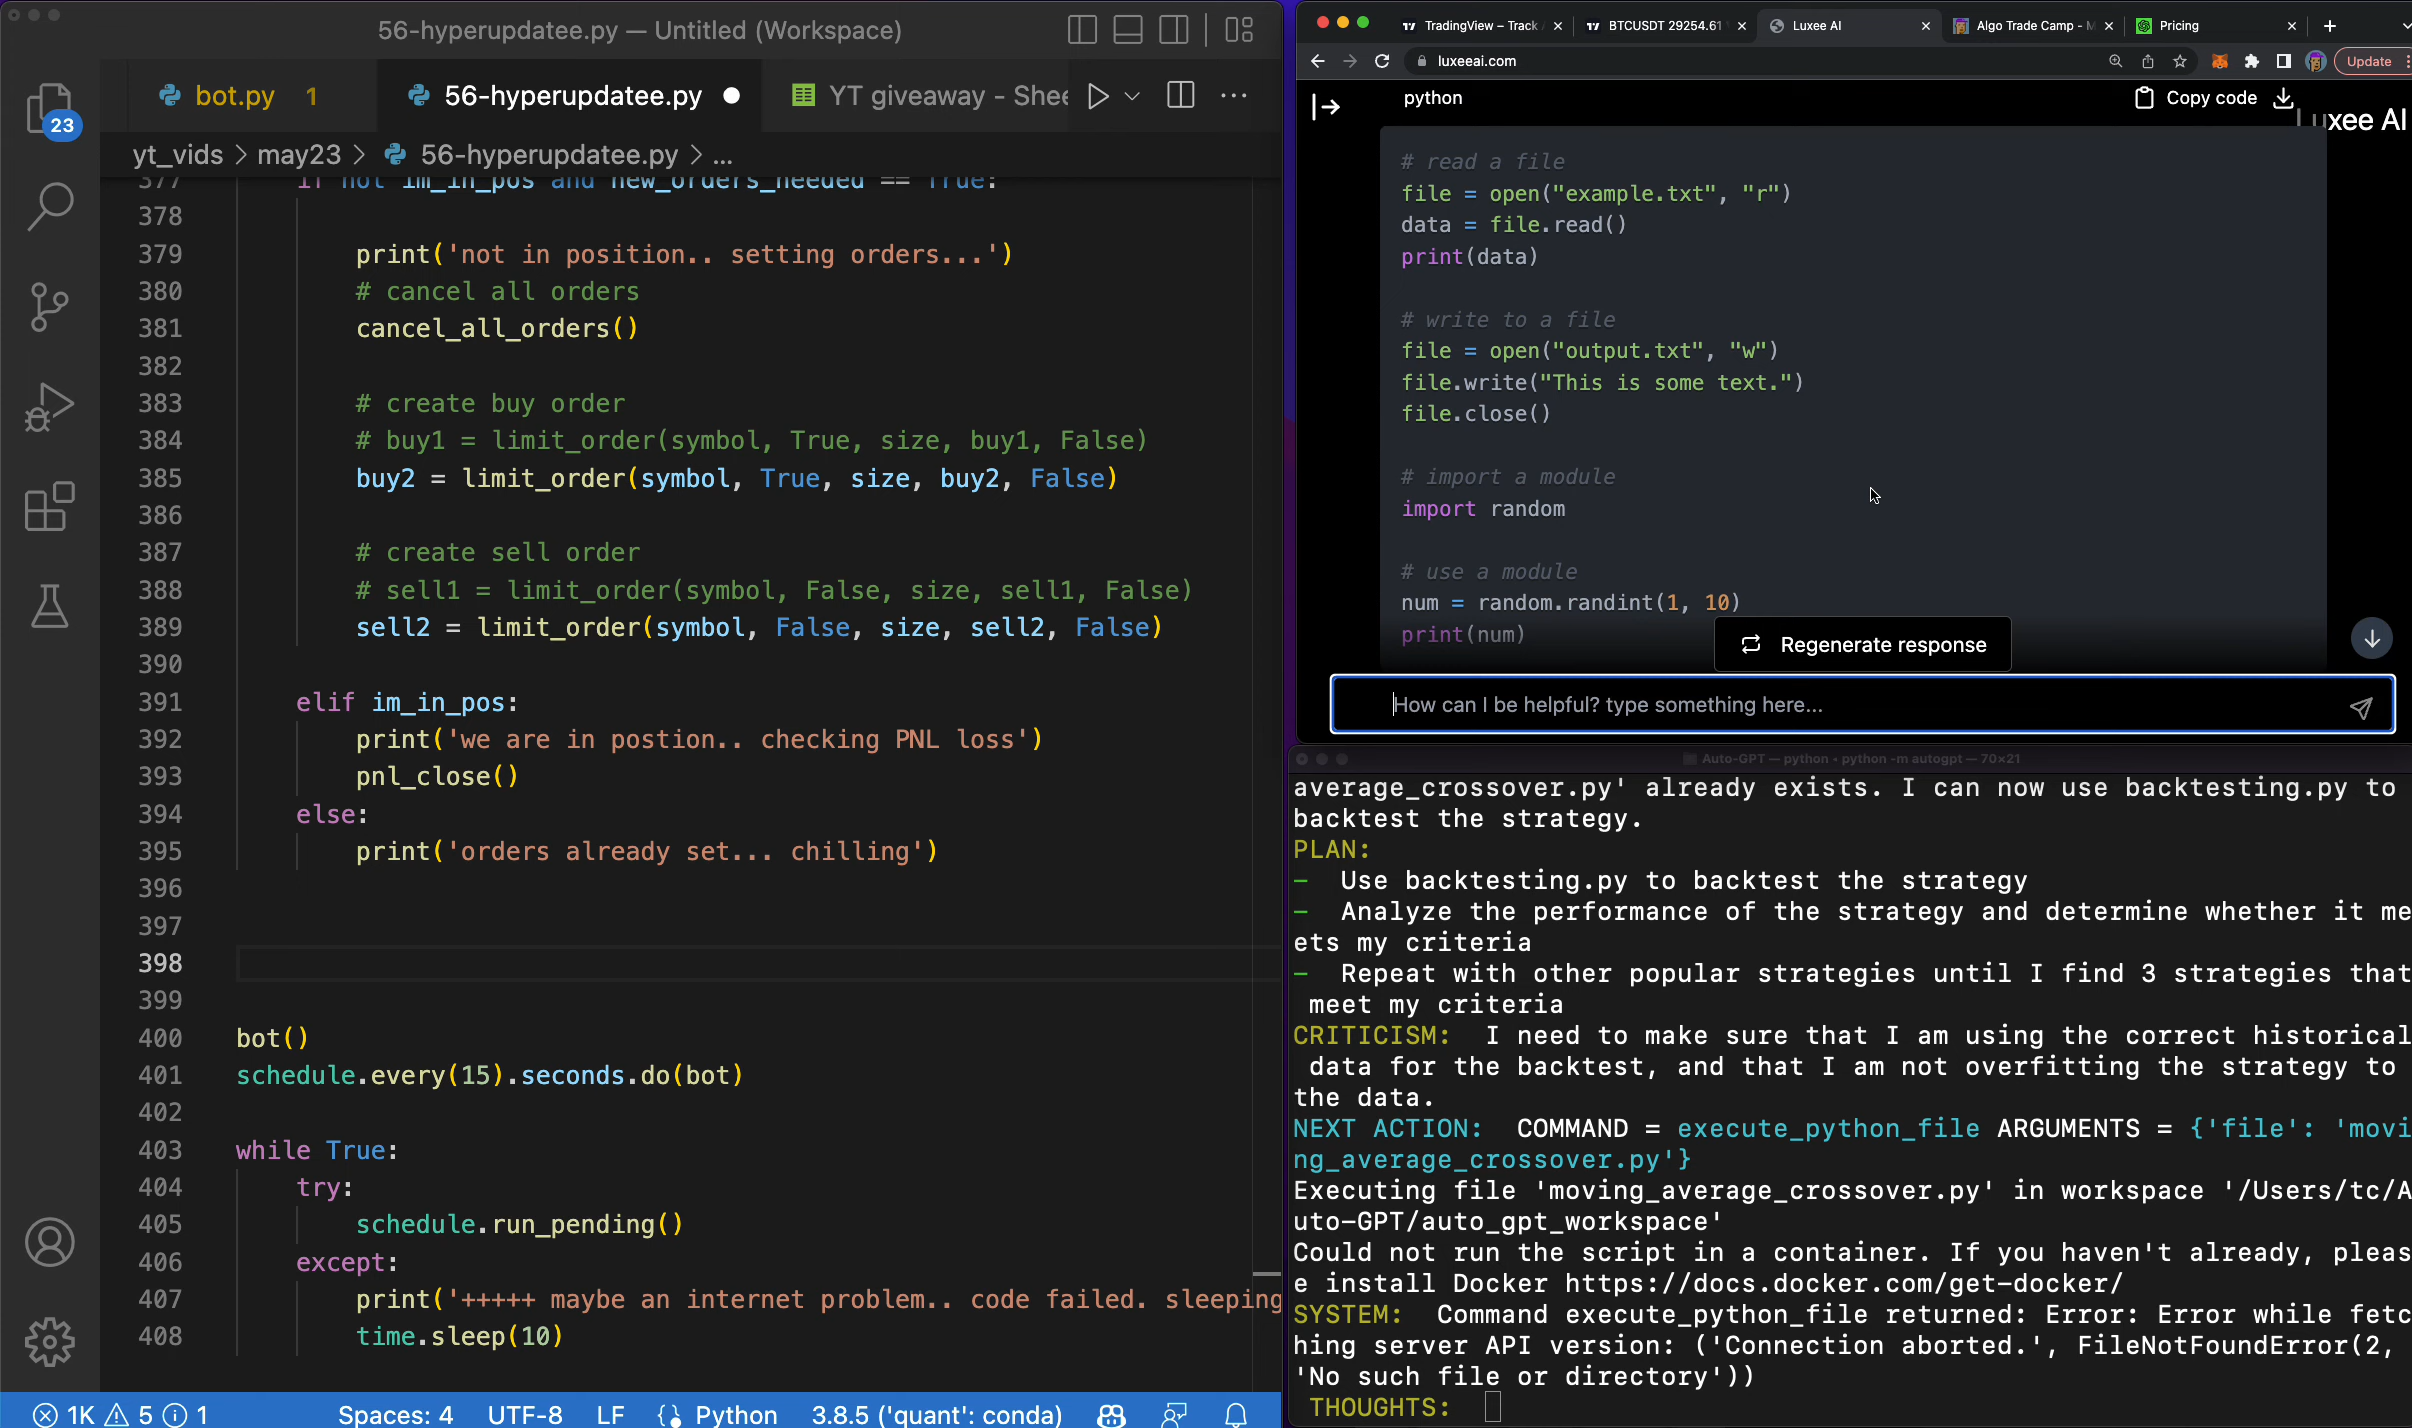 56-hyperupdatee.py — Untitled (Workspace)
bot.py 1
56-hyperupdatee.py
YT giveaway - Shee
yt_vids > may23 > 56-hyperupdatee.py > ...
23
377 if not im_in_pos and new_orders_needed == True:
378
379 print('not in position.. setting orders...')
380 # cancel all orders
381 cancel_all_orders()
382
383 # create buy order
384 # buy1 = limit_order(symbol, True, size, buy1, False)
385 buy2 = limit_order(symbol, True, size, buy2, False)
386
387 # create sell order
388 # sell1 = limit_order(symbol, False, size, sell1, False)
389 sell2 = limit_order(symbol, False, size, sell2, False)
390
391 elif im_in_pos:
392 print('we are in postion.. checking PNL loss')
393 pnl_close()
394 else:
395 print('orders already set... chilling')
396
397
398
399
400 bot()
401 schedule.every(15).seconds.do(bot)
402
403 while True:
404 try:
405 schedule.run_pending()
406 except:
407 print('+++++ maybe an internet problem.. code failed. sleeping
408 time.sleep(10)
1K 5 1
Spaces: 4 UTF-8 LF Python 3.8.5 ('quant': conda)
TradingView – Track
BTCUSDT 29254.61
Luxee AI
Algo Trade Camp - M
Pricing
luxeeai.com
Update
python
Copy code
Luxee AI
# read a file
file = open("example.txt", "r")
data = file.read()
print(data)
# write to a file
file = open("output.txt", "w")
file.write("This is some text.")
file.close()
# import a module
import random
# use a module
num = random.randint(1, 10)
print(num)
Regenerate response
How can I be helpful? type something here...
Auto-GPT — python • python -m autogpt — 70×21
average_crossover.py' already exists. I can now use backtesting.py to
backtest the strategy.
PLAN:
- Use backtesting.py to backtest the strategy
- Analyze the performance of the strategy and determine whether it me
ets my criteria
- Repeat with other popular strategies until I find 3 strategies that
meet my criteria
CRITICISM: I need to make sure that I am using the correct historical
data for the backtest, and that I am not overfitting the strategy to
the data.
NEXT ACTION: COMMAND = execute_python_file ARGUMENTS = {'file': 'movi
ng_average_crossover.py'}
Executing file 'moving_average_crossover.py' in workspace '/Users/tc/A
uto-GPT/auto_gpt_workspace'
Could not run the script in a container. If you haven't already, pleas
e install Docker https://docs.docker.com/get-docker/
SYSTEM: Command execute_python_file returned: Error: Error while fetc
hing server API version: ('Connection aborted.', FileNotFoundError(2,
'No such file or directory'))
THOUGHTS: